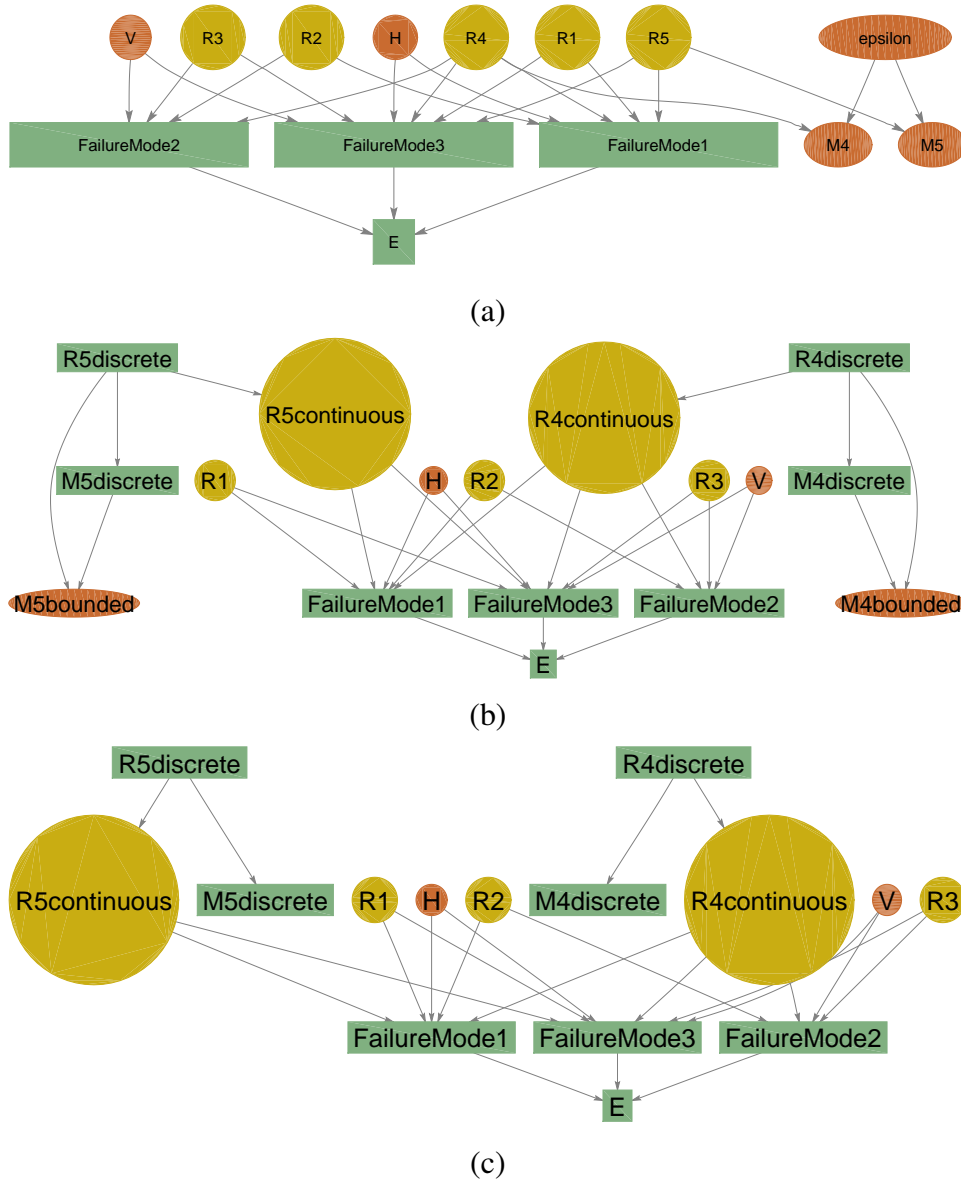 V R3 R2 H R4 R1 R5 epsilon
FailureMode2 FailureMode3 FailureMode1 M4 M5
E
(a)
R5discrete R4discrete
R5continuous R4continuous
M5discrete R1 H R2 R3 V M4discrete
M5bounded FailureMode1 FailureMode3 FailureMode2 M4bounded
E
(b)
R5discrete R4discrete
R5continuous M5discrete R1 H R2 M4discrete R4continuous V R3
FailureMode1 FailureMode3 FailureMode2
E
(c)